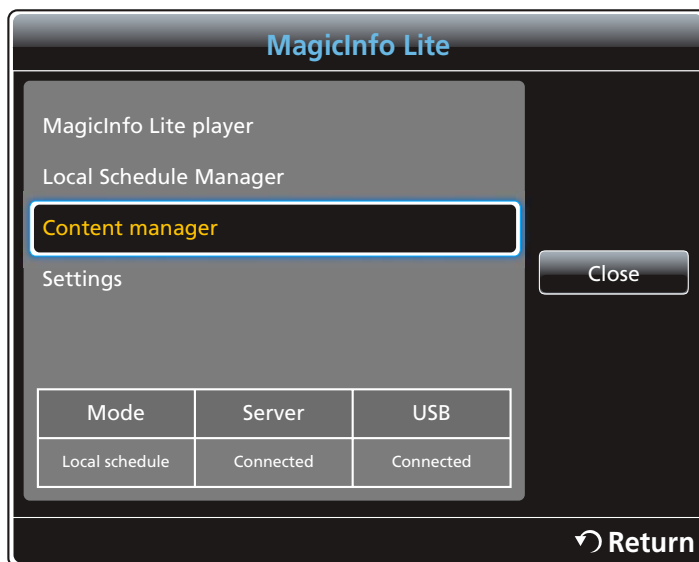 MagicInfo Lite
MagicInfo Lite player
Local Schedule Manager
Content manager
Settings
Close
Mode Server USB
Local schedule Connected Connected
Return